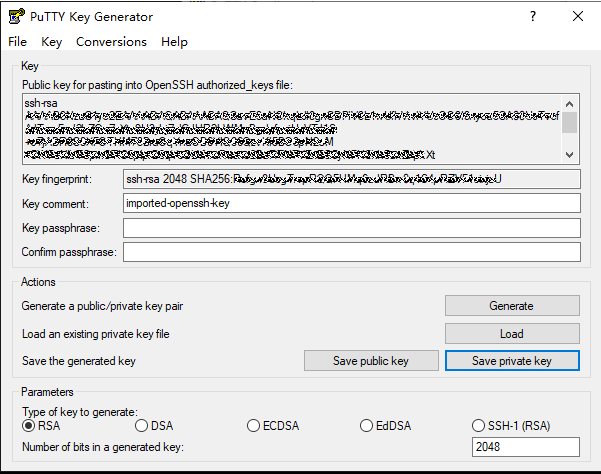 PuTTY Key Generator
File Key Conversions Help
Key
Public key for pasting into OpenSSH authorized_keys file:
ssh-rsa
Key fingerprint: ssh-rsa 2048 SHA256:
Key comment: imported-openssh-key
Key passphrase:
Confirm passphrase:
Actions
Generate a public/private key pair Generate
Load an existing private key file Load
Save the generated key Save public key Save private key
Parameters
Type of key to generate:
RSA DSA ECDSA EdDSA SSH-1 (RSA)
Number of bits in a generated key: 2048